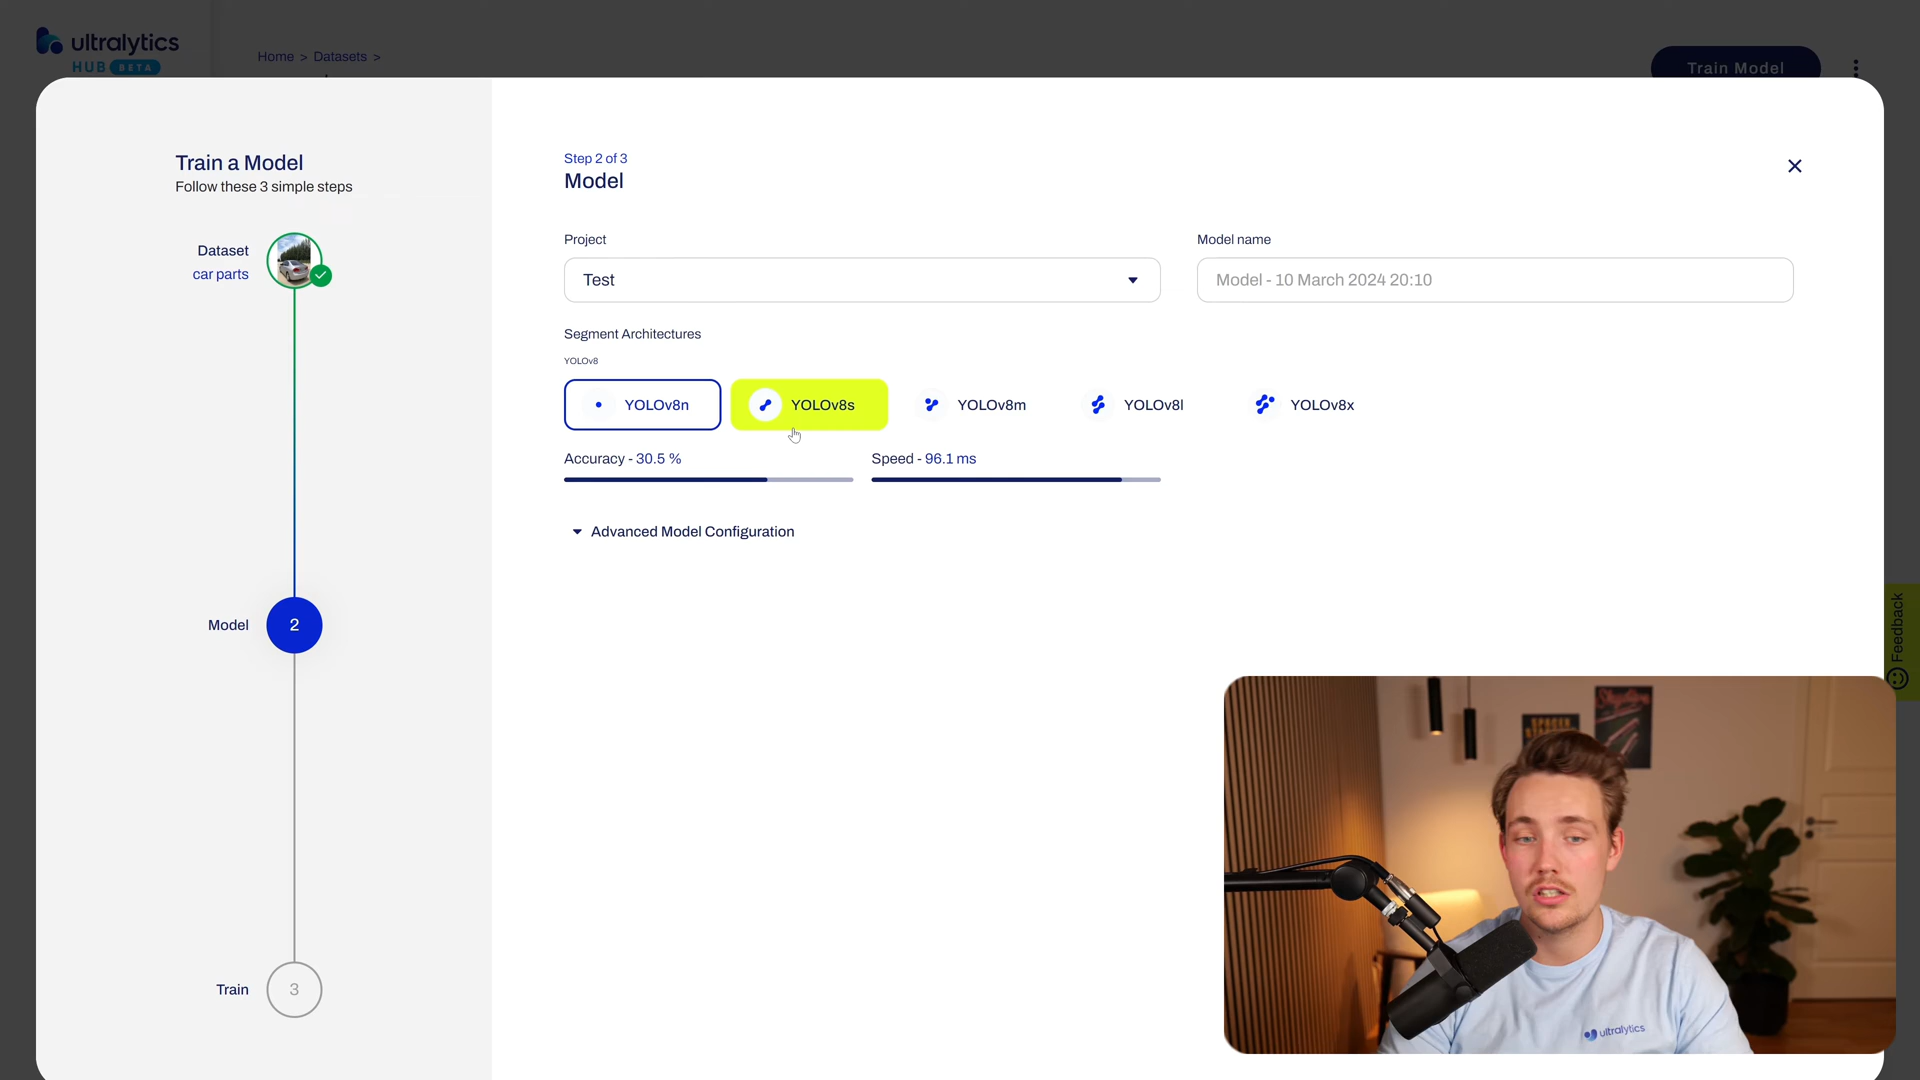 ultralytics
HUB BETA
Home > Datasets >
Train Model
Train a Model
Follow these 3 simple steps
Dataset
car parts
Model
2
Train
3
Step 2 of 3
Model
Project
Model name
Test
Model - 10 March 2024 20:10
Segment Architectures
YOLOv8
YOLOv8n
YOLOv8s
YOLOv8m
YOLOv8l
YOLOv8x
Accuracy - 30.5 %
Speed - 96.1 ms
Advanced Model Configuration
Feedback
ultralytics